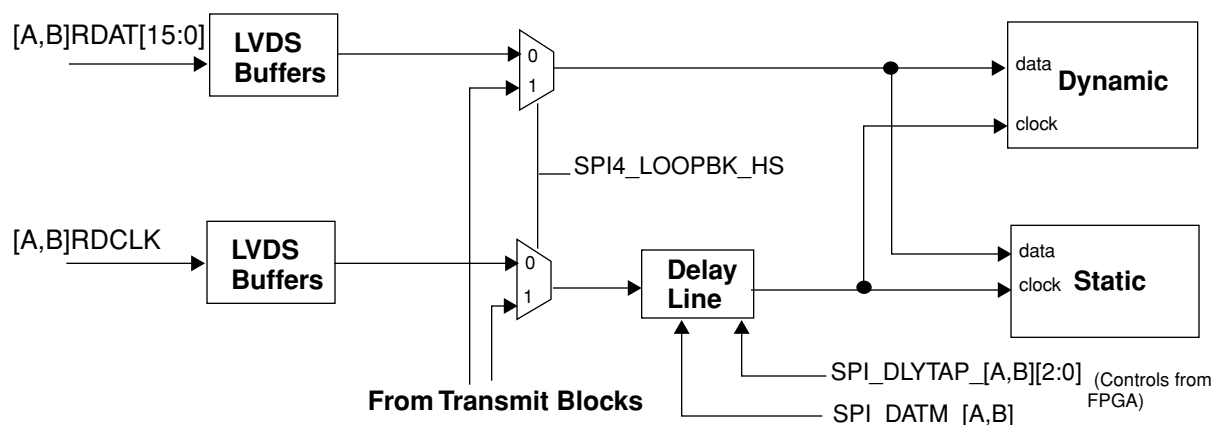 [A,B]RDAT[15:0]
LVDS
Buffers
0
1
data
Dynamic
clock
SPI4_LOOPBK_HS
[A,B]RDCLK
LVDS
Buffers
0
1
Delay
Line
data
clock
Static
SPI_DLYTAP_[A,B][2:0]
(Controls from
FPGA)
From Transmit Blocks
SPI_DATM_[A,B]